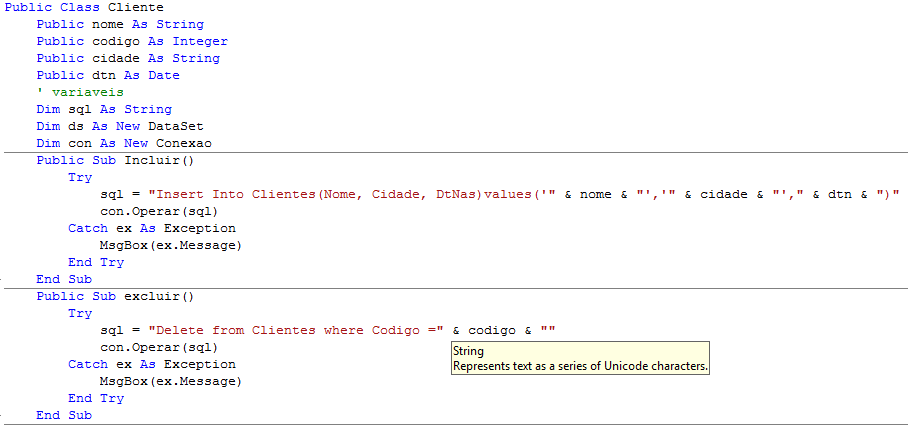 Public Class Cliente
    Public nome As String
    Public codigo As Integer
    Public cidade As String
    Public dtn As Date
    ' variaveis
    Dim sql As String
    Dim ds As New DataSet
    Dim con As New Conexao
    Public Sub Incluir()
        Try
            sql = "Insert Into Clientes(Nome, Cidade, DtNas)values('" & nome & "','" & cidade & "'," & dtn & ")"
            con.Operar(sql)
        Catch ex As Exception
            MsgBox(ex.Message)
        End Try
    End Sub
    Public Sub excluir()
        Try
            sql = "Delete from Clientes where Codigo =" & codigo & ""
            con.Operar(sql)
String
Represents text as a series of Unicode characters.
        Catch ex As Exception
            MsgBox(ex.Message)
        End Try
    End Sub